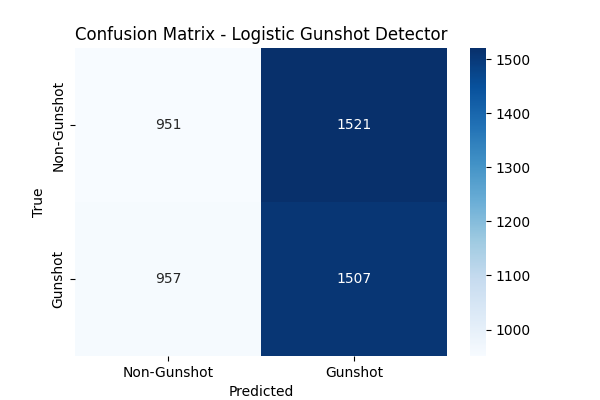 Confusion Matrix - Logistic Gunshot Detector
True
Non-Gunshot
951
1521
Gunshot
957
1507
Non-Gunshot
Gunshot
Predicted
1500
1400
1300
1200
1100
1000